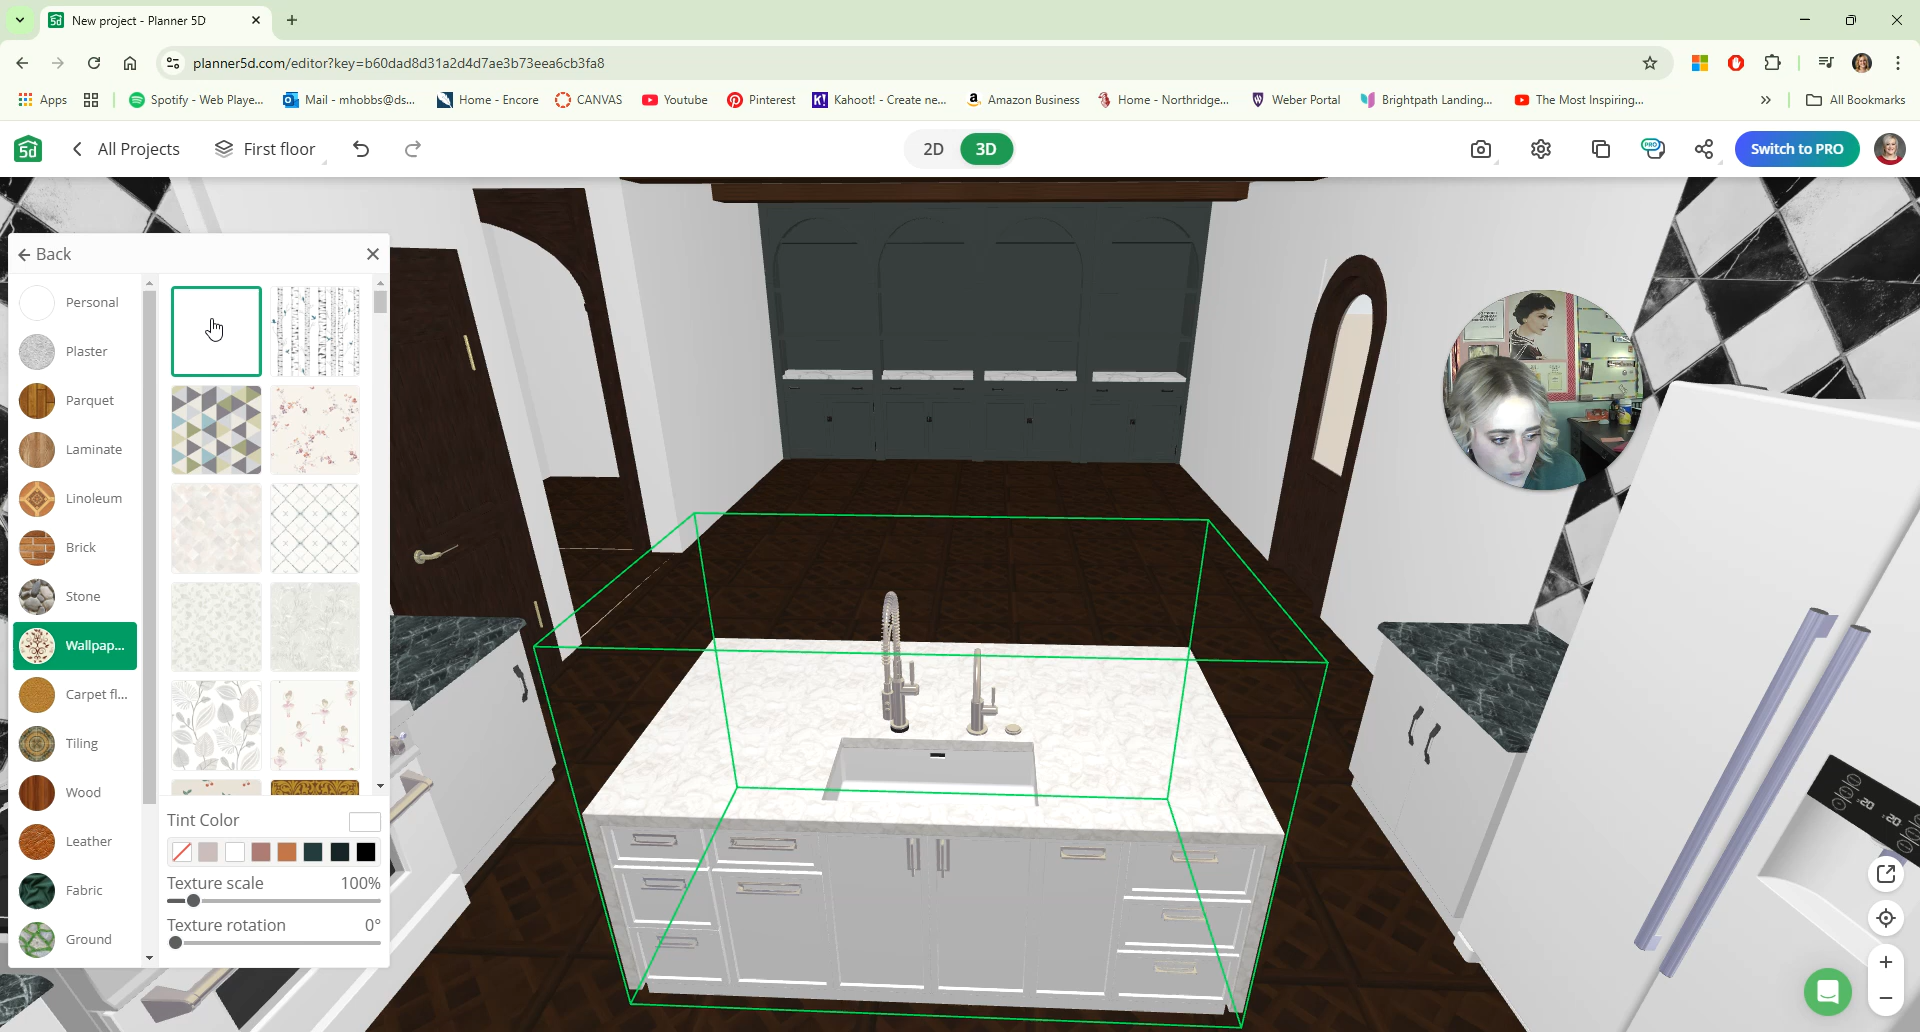 New project - Planner 5D
planner5d.com/editor?key=b60dad8d31a2d4d7ae3b73eea6cb3fa8
Apps
Spotify - Web Playe...
Mail - mhobbs@ds...
Home - Encore
CANVAS
Youtube
Pinterest
Kahoot! - Create ne...
Amazon Business
Home - Northridge...
Weber Portal
Brightpath Landing...
The Most Inspiring...
All Bookmarks
5d
All Projects
First floor
2D
3D
PRO
Switch to PRO
Back
Personal
Plaster
Parquet
Laminate
Linoleum
Brick
Stone
Wallpap...
Carpet fl...
Tiling
Wood
Leather
Fabric
Ground
Tint Color
Texture scale 100%
Texture rotation 0°